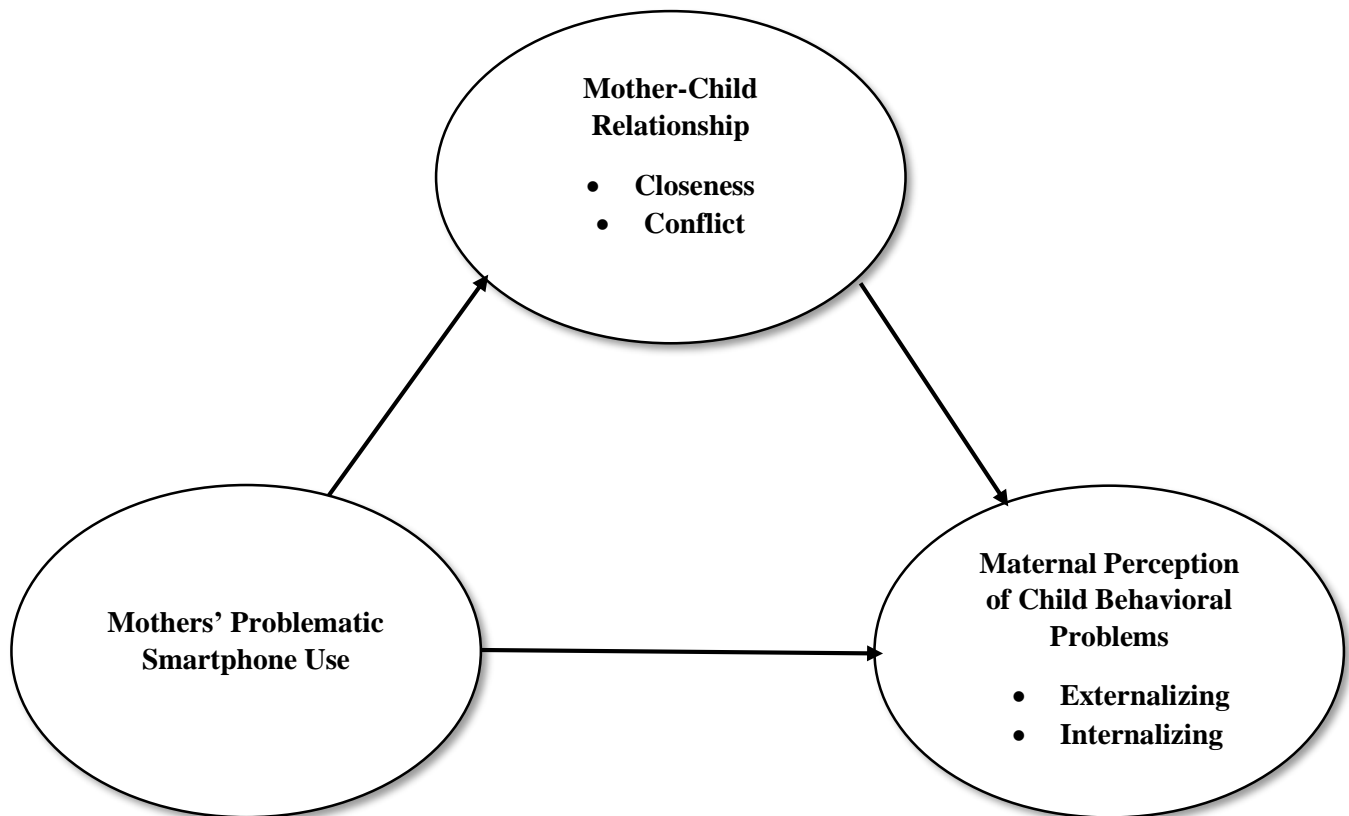 Mother-Child
Relationship
• Closeness
• Conflict
Mothers’ Problematic
Smartphone Use
Maternal Perception
of Child Behavioral
Problems
• Externalizing
• Internalizing